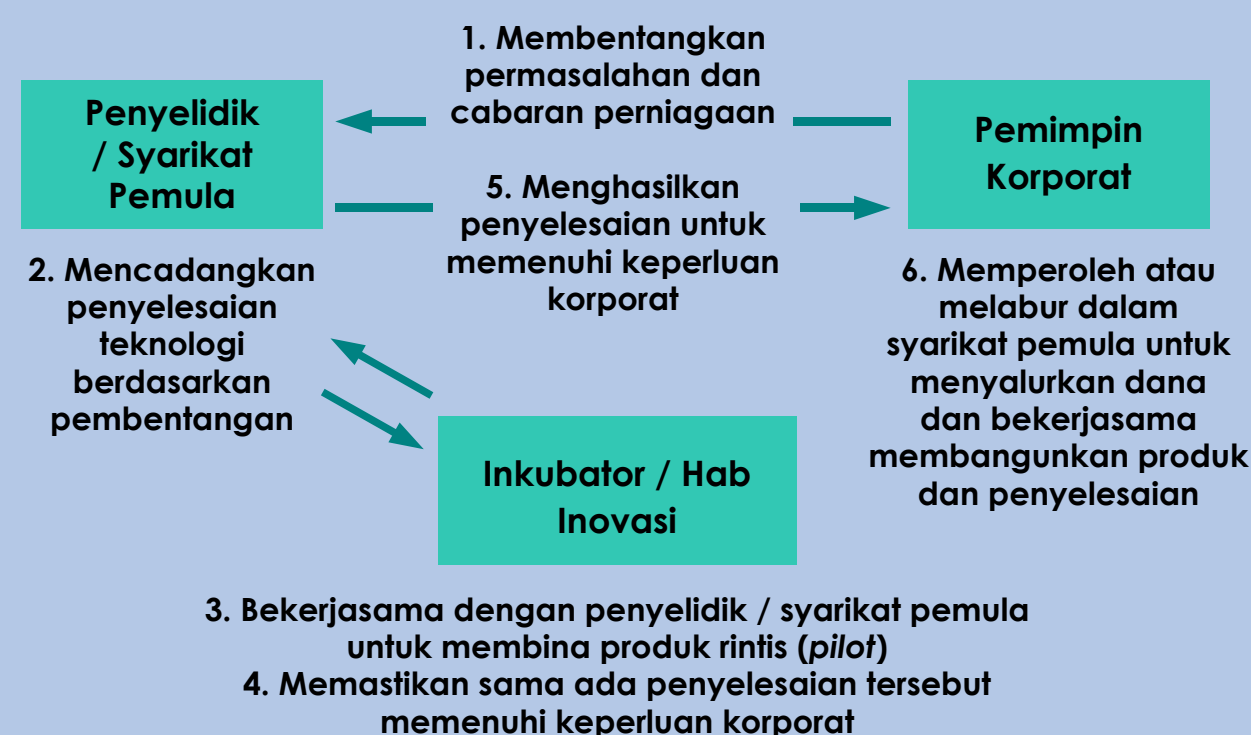 1. Membentangkan
permasalahan dan
cabaran perniagaan
Penyelidik
/ Syarikat
Pemula
Pemimpin
Korporat
5. Menghasilkan
penyelesaian untuk
memenuhi keperluan
korporat
2. Mencadangkan
penyelesaian
teknologi
berdasarkan
pembentangan
6. Memperoleh atau
melabur dalam
syarikat pemula untuk
menyalurkan dana
dan bekerjasama
membangunkan produk
dan penyelesaian
Inkubator / Hab
Inovasi
3. Bekerjasama dengan penyelidik / syarikat pemula
untuk membina produk rintis (pilot)
4. Memastikan sama ada penyelesaian tersebut
memenuhi keperluan korporat